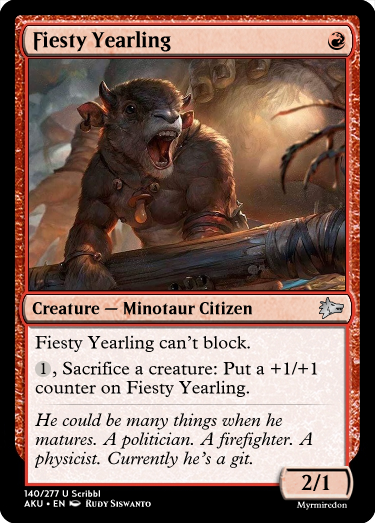 Fiesty Yearling
Creature — Minotaur Citizen
Fiesty Yearling can't block.
1, Sacrifice a creature: Put a +1/+1
counter on Fiesty Yearling.
He could be many things when he
matures. A politician. A firefighter. A
physicist. Currently he's a git.
2/1
140/277 U Scribbl
AKU • EN Rudy Siswanto
Myrmiredon